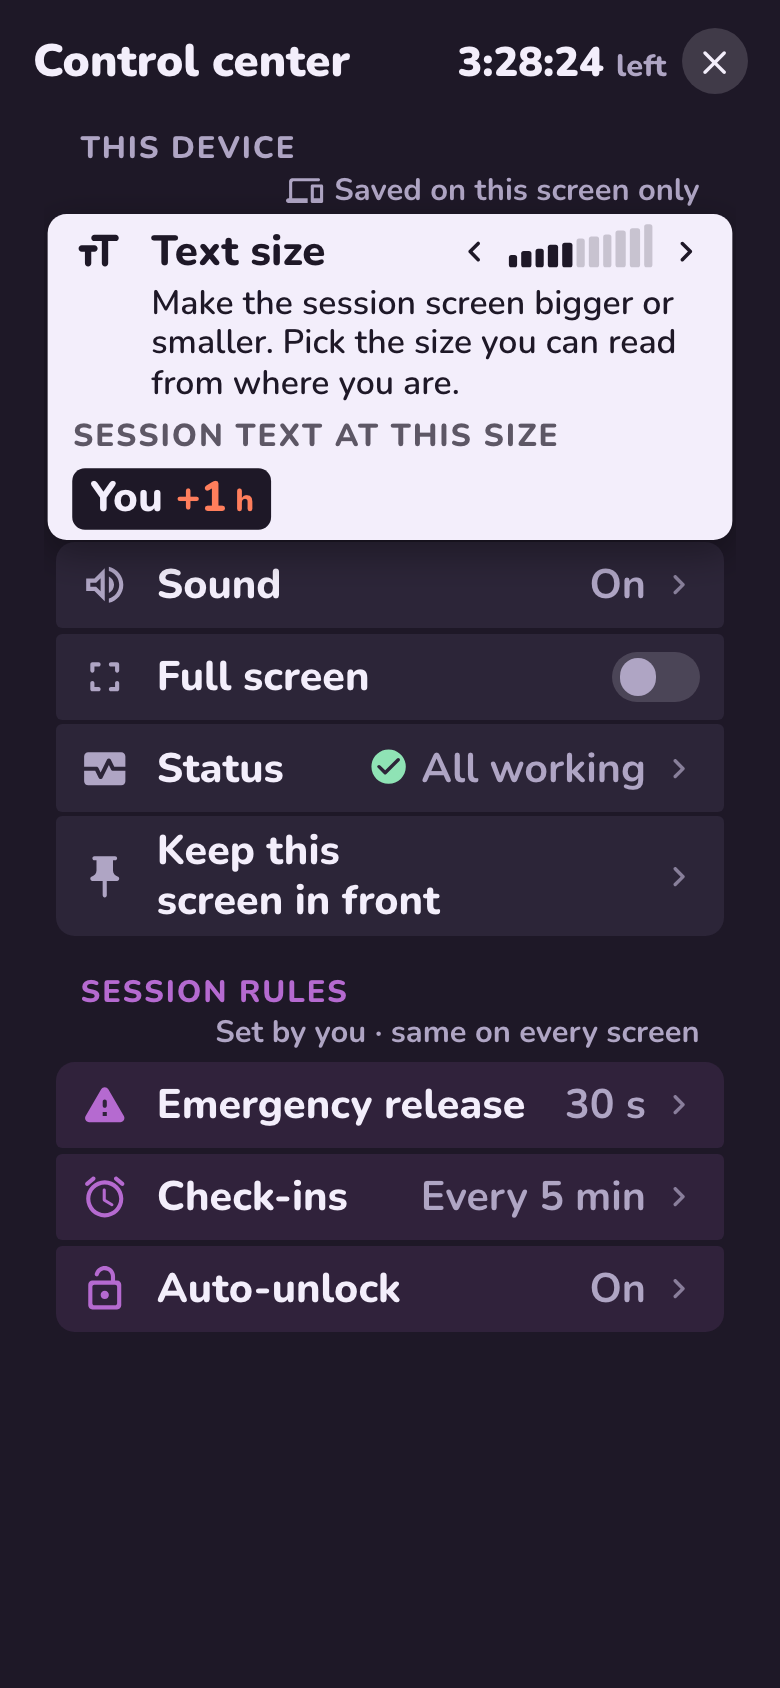 Control center
3:28:24 left
THIS DEVICE
Saved on this screen only
Text size
Make the session screen bigger or
smaller. Pick the size you can read
from where you are.
SESSION TEXT AT THIS SIZE
You +1 h
Sound On
Full screen
Status All working
Keep this
screen in front
SESSION RULES
Set by you · same on every screen
Emergency release 30 s
Check-ins Every 5 min
Auto-unlock On